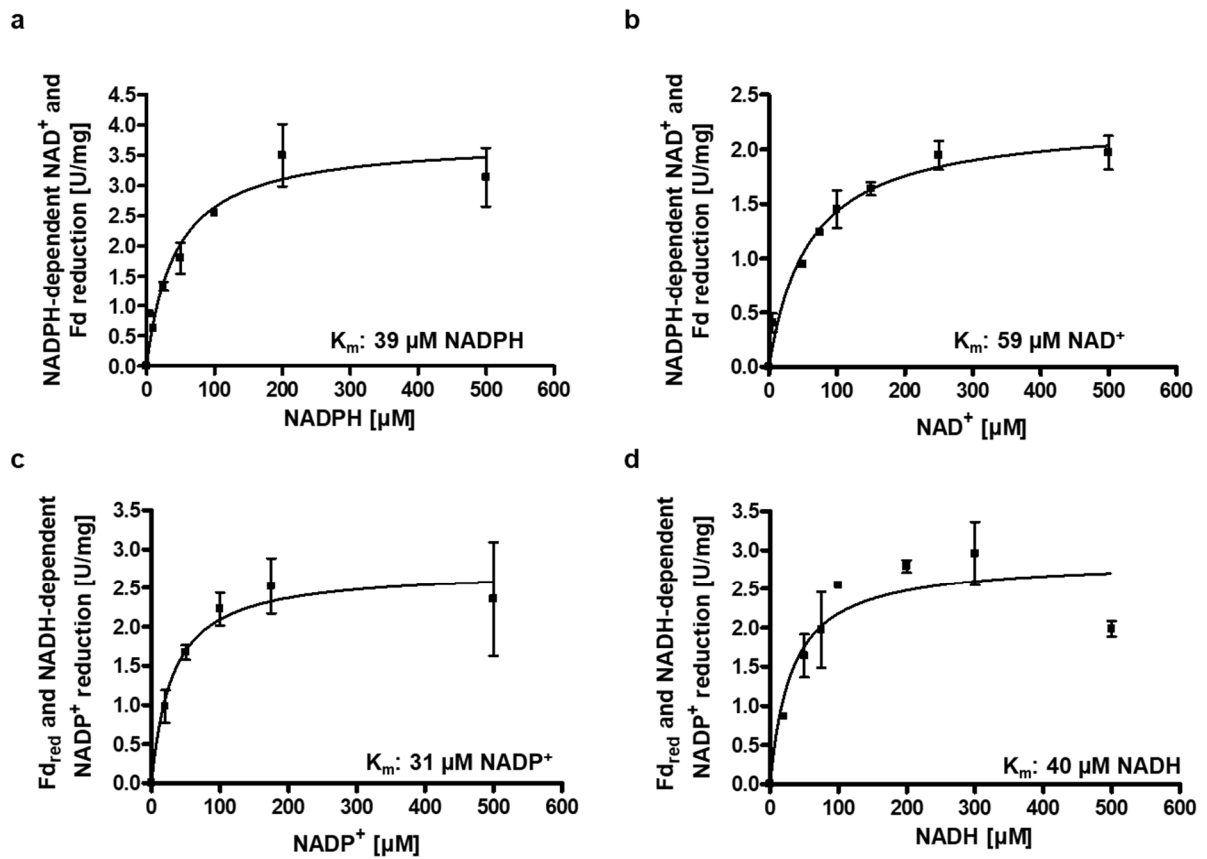 a
NADPH-dependent NAD⁺ and
Fd reduction [U/mg]
4.5
4.0
3.5
3.0
2.5
2.0
1.5
1.0
0.5
0.0
Kₘ: 39 µM NADPH
0 100 200 300 400 500 600
NADPH [µM]
b
NADPH-dependent NAD⁺ and
Fd reduction [U/mg]
2.5
2.0
1.5
1.0
0.5
0.0
Kₘ: 59 µM NAD⁺
0 100 200 300 400 500 600
NAD⁺ [µM]
c
Fd_red and NADH-dependent
NADP⁺ reduction [U/mg]
3.5
3.0
2.5
2.0
1.5
1.0
0.5
0.0
Kₘ: 31 µM NADP⁺
0 100 200 300 400 500 600
NADP⁺ [µM]
d
Fd_red and NADH-dependent
NADP⁺ reduction [U/mg]
3.5
3.0
2.5
2.0
1.5
1.0
0.5
0.0
Kₘ: 40 µM NADH
0 100 200 300 400 500 600
NADH [µM]